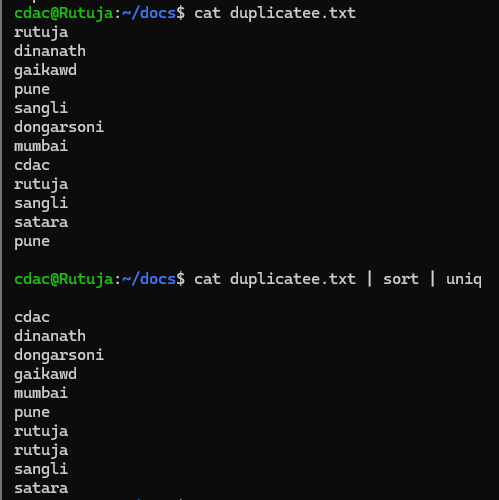 cdac@Rutuja:~/docs$ cat duplicatee.txt
rutuja
dinanath
gaikawd
pune
sangli
dongarsoni
mumbai
cdac
rutuja
sangli
satara
pune
cdac@Rutuja:~/docs$ cat duplicatee.txt | sort | uniq
cdac
dinanath
dongarsoni
gaikawd
mumbai
pune
rutuja
rutuja
sangli
satara